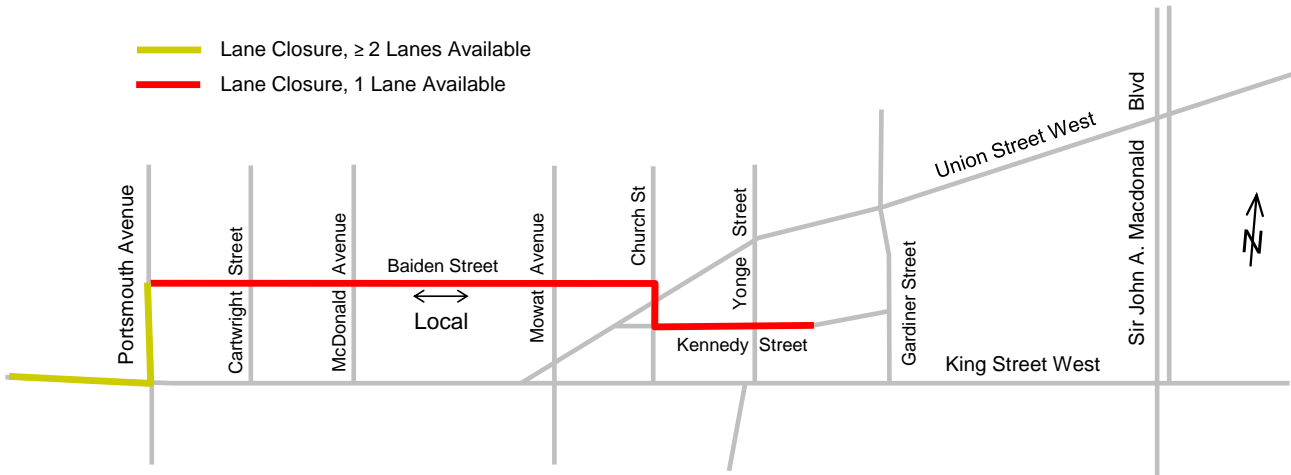 Lane Closure, ≥ 2 Lanes Available
Lane Closure, 1 Lane Available
Portsmouth Avenue
Cartwright Street
McDonald Avenue
Baiden Street
Local
Mowat Avenue
Church St
Yonge Street
Kennedy Street
Gardiner Street
Union Street West
King Street West
Sir John A. Macdonald Blvd
N